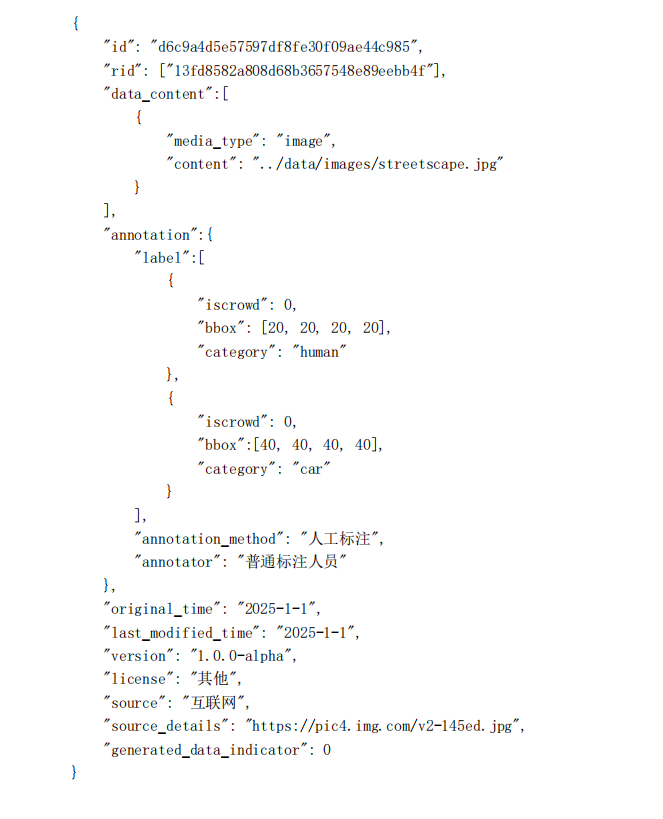 {
"id": "d6c9a4d5e57597df8fe30f09ae44c985",
"rid": ["13fd8582a808d68b3657548e89eebb4f"],
"data_content":[
{
"media_type": "image",
"content": "../data/images/streetscape.jpg"
}
],
"annotation":{
"label":[
{
"iscrowd": 0,
"bbox": [20, 20, 20, 20],
"category": "human"
},
{
"iscrowd": 0,
"bbox":[40, 40, 40, 40],
"category": "car"
}
],
"annotation_method": "人工标注",
"annotator": "普通标注人员"
},
"original_time": "2025-1-1",
"last_modified_time": "2025-1-1",
"version": "1.0.0-alpha",
"license": "其他",
"source": "互联网",
"source_details": "https://pic4.img.com/v2-145ed.jpg",
"generated_data_indicator": 0
}